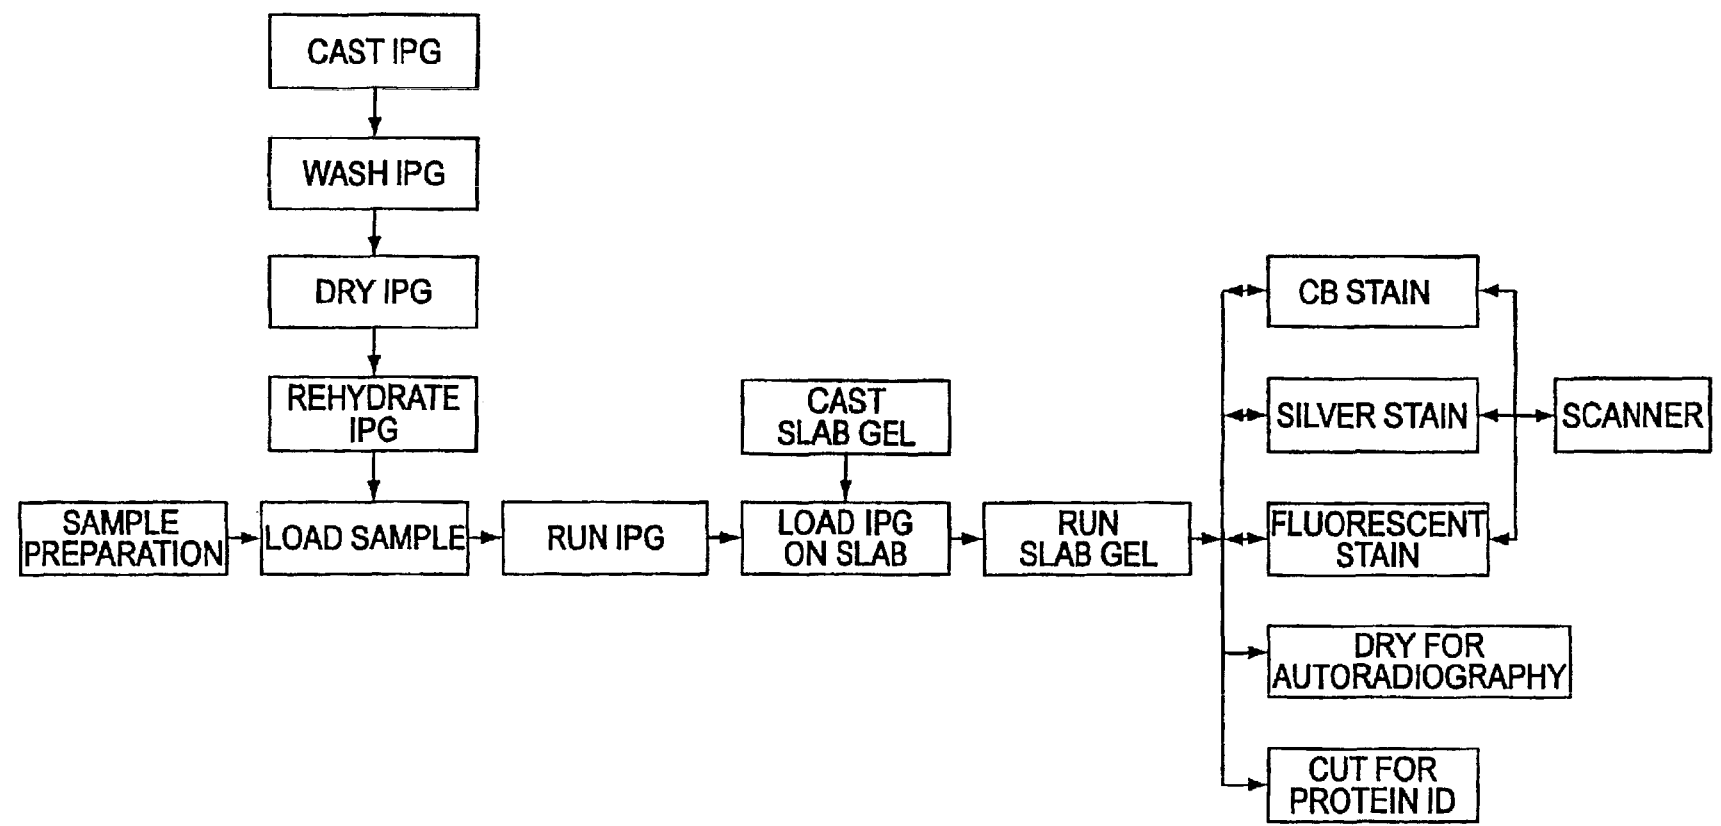 CAST IPG
WASH IPG
DRY IPG
REHYDRATE
IPG
SAMPLE
PREPARATION
LOAD SAMPLE
RUN IPG
CAST
SLAB GEL
LOAD IPG
ON SLAB
RUN
SLAB GEL
CB STAIN
SILVER STAIN
SCANNER
FLUORESCENT
STAIN
DRY FOR
AUTORADIOGRAPHY
CUT FOR
PROTEIN ID